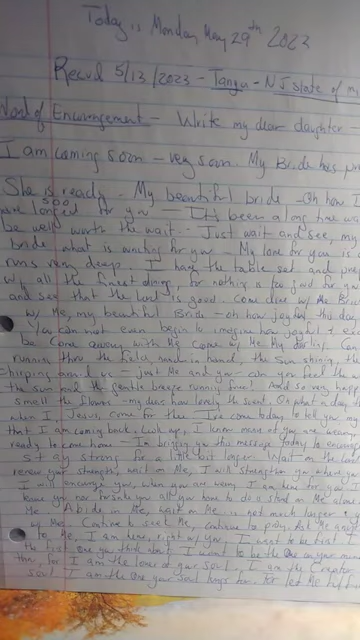 Today is Monday May 29th 2023
Recvd 5/13/2023 - Tanya - NJ State of m
Word of Encouragement - Write my dear daughter
I am coming soon - very soon My Bride has
She is ready - My beautiful bride - Oh how I
have longed soo for you - It's been a long time
be well worth the wait - Just wait and see, my
bride what is awaiting for you - My love for you is
runs very deep. I have the table set and
w/ all the finest dining, for nothing is too good for
and see that the lord is good. Come dine w/ Me Bride
w/ Me, my beautiful Bride - oh how joyful this day
You can not even begin to imagine how joyful &
be Come away with Me Come w/ Me My Darling
running thru the fields hand in hand, the Sun shining, the
chirping around us - just Me and you - can you feel the
the sun and the gentle breeze running free! And so very happy
smell the flowers - my dear how lovely the scent. Oh what a day
when I, Jesus, come for thee I've come today to tell you my
that I am coming back. Look up, I know many of you are weary
ready to come home - I'm bringing you this message today to
stay strong for a little bit longer. Wait on the
renew your strength, wait on Me, I will strengthen you
I will encourage you, when you are weary I am here for you I
leave you nor forsake you all you have to do is stand on Me alone
Me Abide in Me, wait on Me is not much longer
w/ Me. Continue to seek Me, continue to pray. Ask Me
to Me, I am here, right w/ you, I want to be first I
the first one you think about I want to be the One on your
thru, for I am the lover of your Soul. I am the Creator
soul I am the one your soul longs for. For let Me